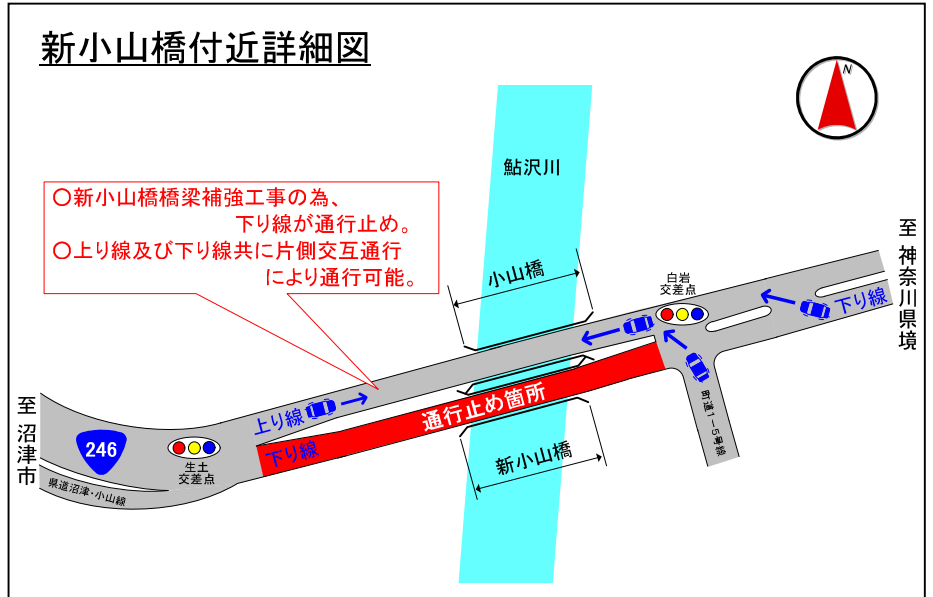 新小山橋付近詳細図
N
鮎沢川
〇新小山橋橋梁補強工事の為、
下り線が通行止め。
〇上り線及び下り線共に片側交互通行
により通行可能。
至 神奈川県境
小山橋
白岩
交差点
下り線
町道1-5号線
上り線
通行止め箇所
下り線
新小山橋
至 沼津市
246
生土
交差点
県道沼津・小山線